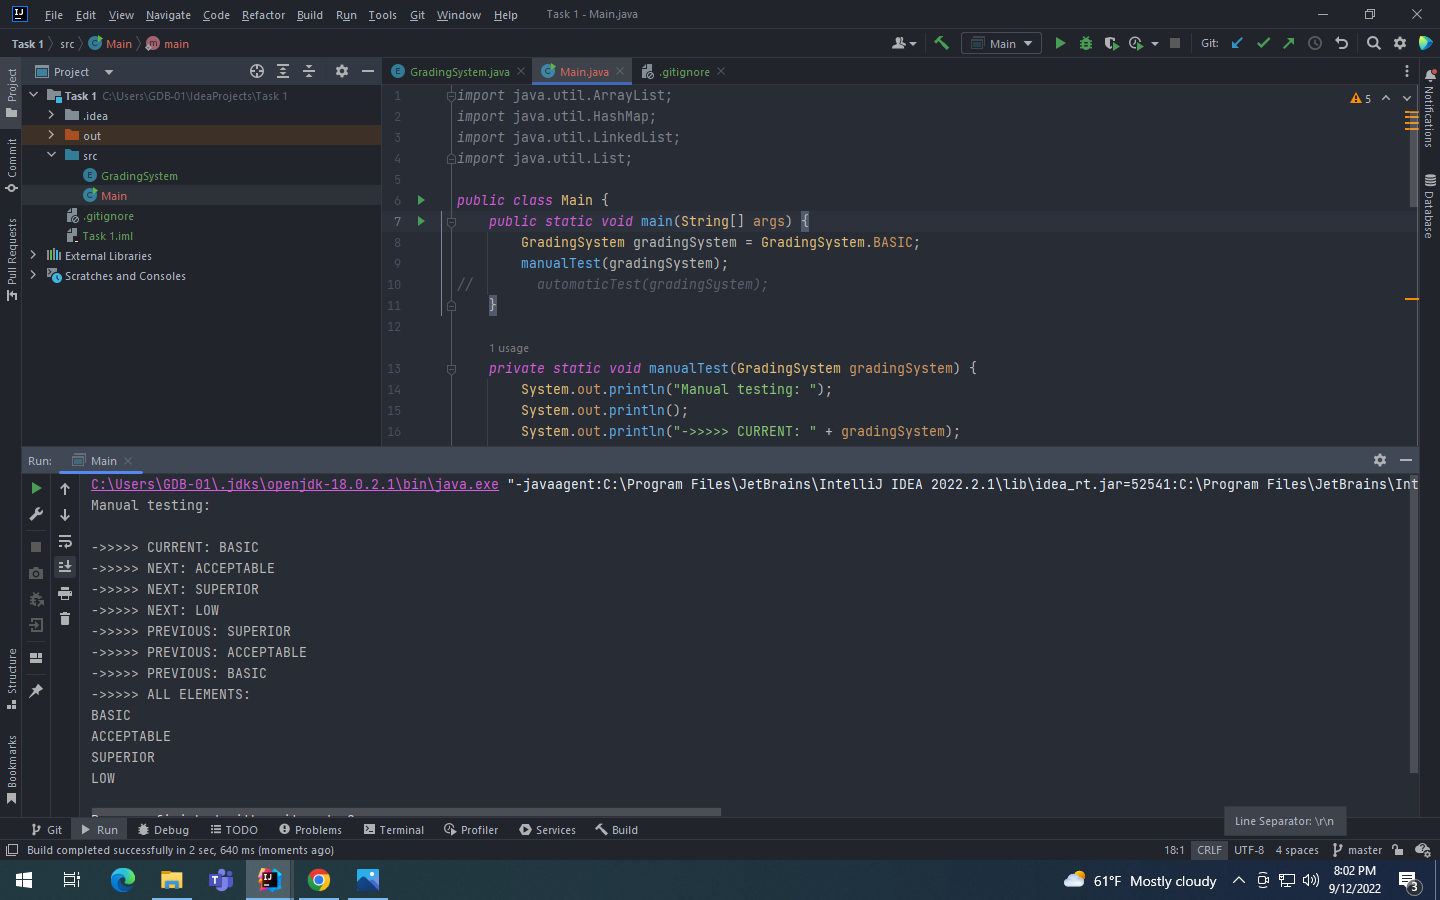 File Edit View Navigate Code Refactor Build Run Tools Git Window Help Task 1 - Main.java
Task 1 src Main main
Main Git:
Project
Project
GradingSystem.java Main.java .gitignore
Task 1 C:\Users\GDB-01\IdeaProjects\Task 1
.idea
out
src
GradingSystem
Main
.gitignore
Task 1.iml
External Libraries
Scratches and Consoles
Commit
Pull Requests
1 import java.util.ArrayList;
2 import java.util.HashMap;
3 import java.util.LinkedList;
4 import java.util.List;
5
6 public class Main {
7 public static void main(String[] args) {
8 GradingSystem gradingSystem = GradingSystem.BASIC;
9 manualTest(gradingSystem);
10 // automaticTest(gradingSystem);
11 }
12
1 usage
13 private static void manualTest(GradingSystem gradingSystem) {
14 System.out.println("Manual testing: ");
15 System.out.println();
16 System.out.println("->>>>> CURRENT: " + gradingSystem);
5
Notifications
Database
Run: Main
C:\Users\GDB-01\.jdks\openjdk-18.0.2.1\bin\java.exe "-javaagent:C:\Program Files\JetBrains\IntelliJ IDEA 2022.2.1\lib\idea_rt.jar=52541:C:\Program Files\JetBrains\Int
Manual testing:
->>>>> CURRENT: BASIC
->>>>> NEXT: ACCEPTABLE
->>>>> NEXT: SUPERIOR
->>>>> NEXT: LOW
->>>>> PREVIOUS: SUPERIOR
->>>>> PREVIOUS: ACCEPTABLE
->>>>> PREVIOUS: BASIC
->>>>> ALL ELEMENTS:
BASIC
ACCEPTABLE
SUPERIOR
LOW
Structure
Bookmarks
Line Separator: \r\n
Git Run Debug TODO Problems Terminal Profiler Services Build
Build completed successfully in 2 sec, 640 ms (moments ago) 18:1 CRLF UTF-8 4 spaces master
61°F Mostly cloudy
8:02 PM
9/12/2022
3